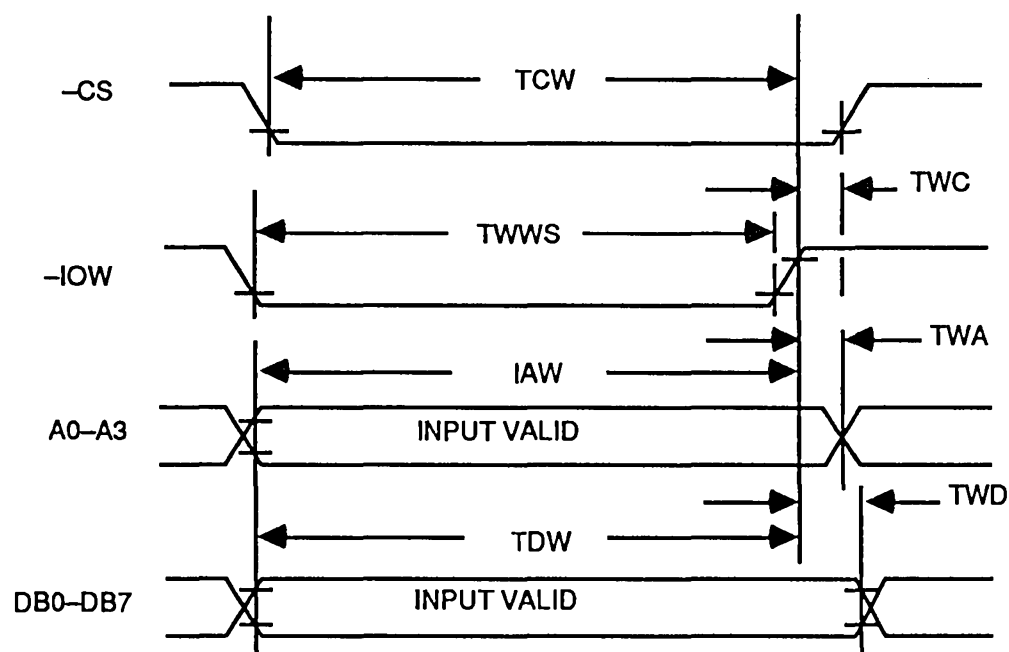 TCW
–CS
TWC
TWWS
–IOW
TWA
IAW
A0–A3 INPUT VALID
TWD
TDW
DB0–DB7 INPUT VALID